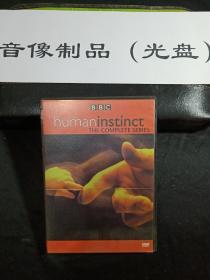 音像制品（光盘）
BBC
humaninstinct
THE COMPLETE SERIES